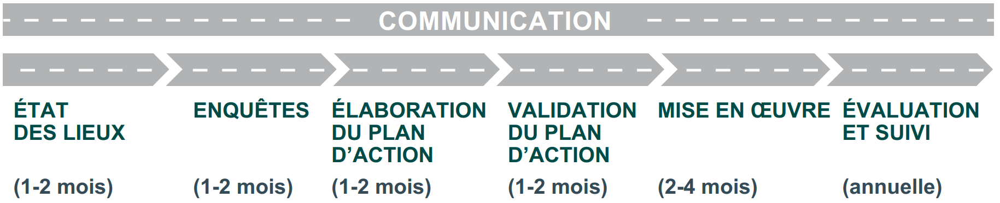 COMMUNICATION
ÉTAT
DES LIEUX
(1-2 mois)
ENQUÊTES
(1-2 mois)
ÉLABORATION
DU PLAN
D’ACTION
(1-2 mois)
VALIDATION
DU PLAN
D’ACTION
(1-2 mois)
MISE EN ŒUVRE
(2-4 mois)
ÉVALUATION
ET SUIVI
(annuelle)